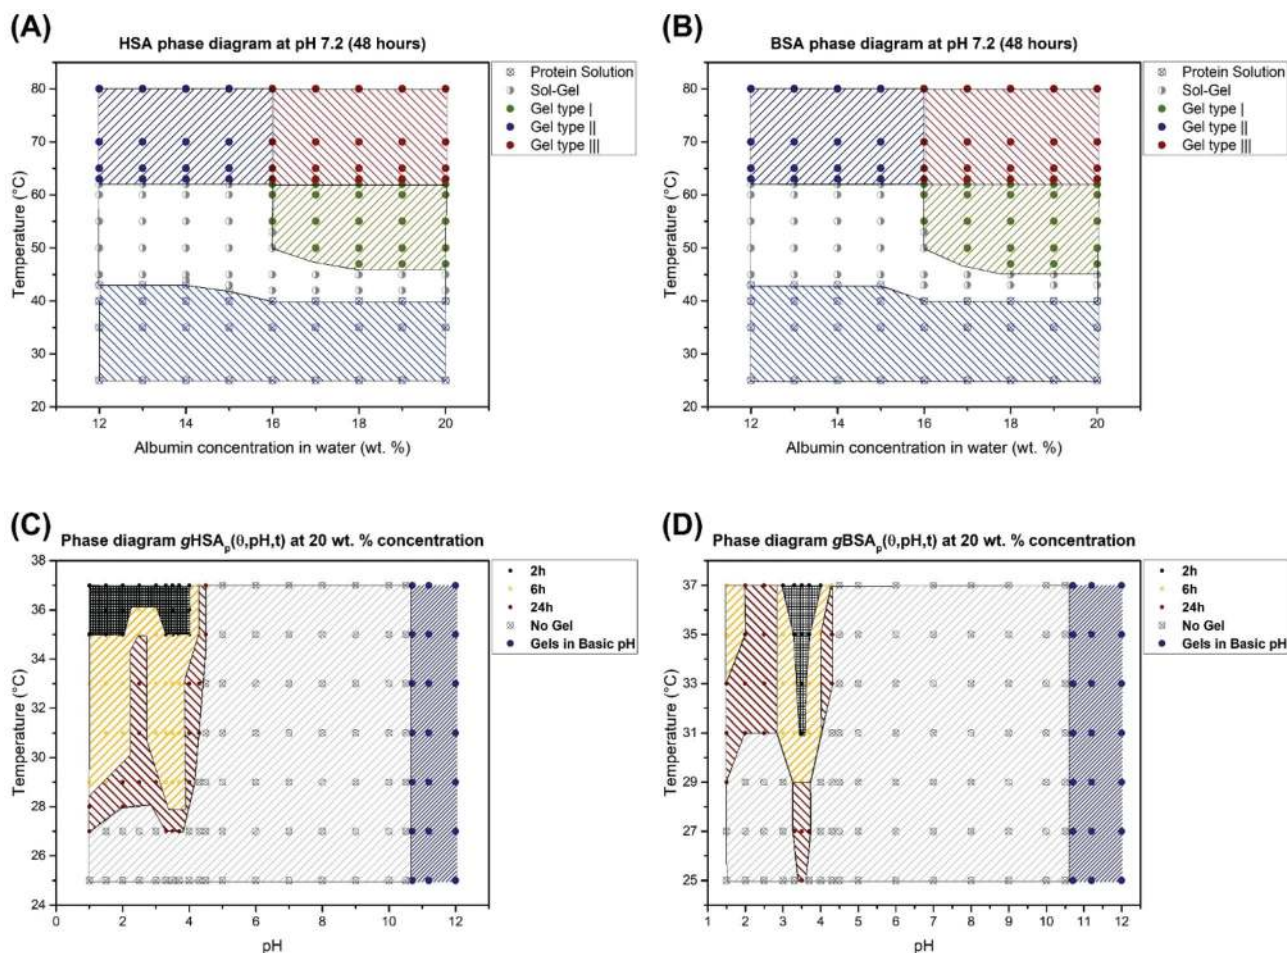 (A)
HSA phase diagram at pH 7.2 (48 hours)
Protein Solution
Sol-Gel
Gel type |
Gel type ||
Gel type |||
80
70
60
50
40
30
20
Temperature (°C)
12
14
16
18
20
Albumin concentration in water (wt. %)
(B)
BSA phase diagram at pH 7.2 (48 hours)
Protein Solution
Sol-Gel
Gel type |
Gel type ||
Gel type |||
80
70
60
50
40
30
20
Temperature (°C)
12
14
16
18
20
Albumin concentration in water (wt. %)
(C)
Phase diagram gHSAp(θ,pH,t) at 20 wt. % concentration
2h
6h
24h
No Gel
Gels in Basic pH
38
36
34
32
30
28
26
24
Temperature (°C)
0
2
4
6
8
10
12
pH
(D)
Phase diagram gBSAp(θ,pH,t) at 20 wt. % concentration
2h
6h
24h
No Gel
Gels in Basic pH
37
35
33
31
29
27
25
Temperature (°C)
1
2
3
4
5
6
7
8
9
10
11
12
pH